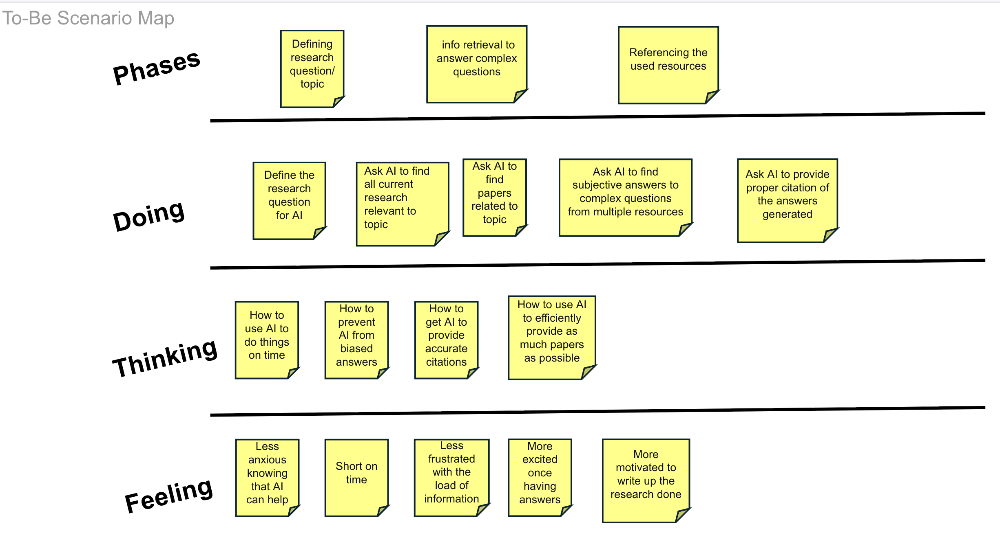 To-Be Scenario Map
Phases
Defining
research
question/
topic
info retrieval to
answer complex
questions
Referencing the
used resources
Doing
Define the
research
question
for AI
Ask AI to find
all current
research
relevant to
topic
Ask AI to
find
papers
related to
topic
Ask AI to find
subjective answers to
complex questions
from multiple resources
Ask AI to provide
proper citation of
the answers
generated
Thinking
How to
use AI to
do things
on time
How to
prevent
AI from
biased
answers
How to
get AI to
provide
accurate
citations
How to use AI
to efficiently
provide as
much papers
as possible
Feeling
Less
anxious
knowing
that AI
can help
Short on
time
Less
frustrated
with the
load of
information
More
excited
once
having
answers
More
motivated to
write up the
research done